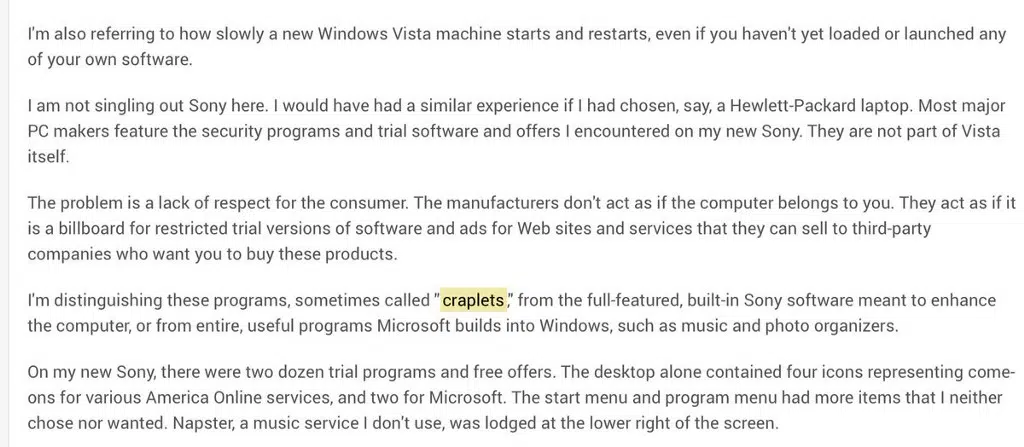 I'm also referring to how slowly a new Windows Vista machine starts and restarts, even if you haven't yet loaded or launched any
of your own software.
I am not singling out Sony here. I would have had a similar experience if I had chosen, say, a Hewlett-Packard laptop. Most major
PC makers feature the security programs and trial software and offers I encountered on my new Sony. They are not part of Vista
itself.
The problem is a lack of respect for the consumer. The manufacturers don't act as if the computer belongs to you. They act as if it
is a billboard for restricted trial versions of software and ads for Web sites and services that they can sell to third-party
companies who want you to buy these products.
I'm distinguishing these programs, sometimes called "craplets," from the full-featured, built-in Sony software meant to enhance
the computer, or from entire, useful programs Microsoft builds into Windows, such as music and photo organizers.
On my new Sony, there were two dozen trial programs and free offers. The desktop alone contained four icons representing come-
ons for various America Online services, and two for Microsoft. The start menu and program menu had more items that I neither
chose nor wanted. Napster, a music service I don't use, was lodged at the lower right of the screen.